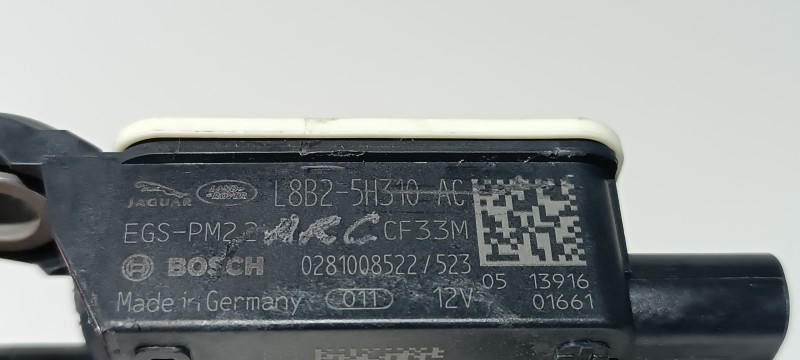 JAGUAR LAND ROVER L8B2-5H310-AC
EGS-PM2.2 ARC CF33M
BOSCH 0281008522/523
05 13916
Made in Germany 011 12V 01661